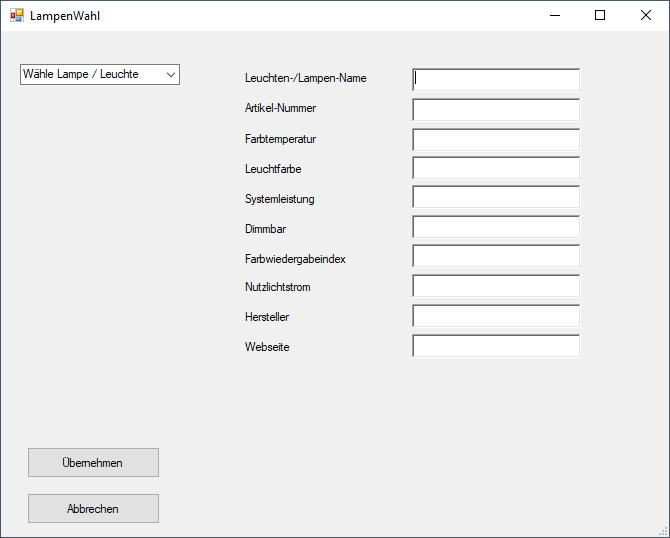 LampenWahl
Wähle Lampe / Leuchte
Leuchten-/Lampen-Name
Artikel-Nummer
Farbtemperatur
Leuchtfarbe
Systemleistung
Dimmbar
Farbwiedergabeindex
Nutzlichtstrom
Hersteller
Webseite
Übernehmen
Abbrechen